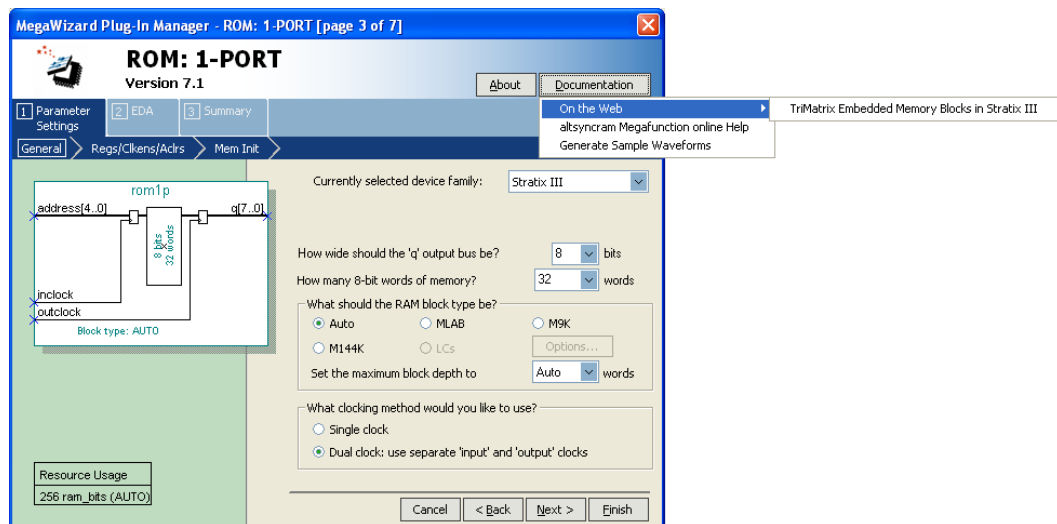 MegaWizard Plug-In Manager - ROM: 1-PORT [page 3 of 7]
ROM: 1-PORT
Version 7.1
About
Documentation
1 Parameter Settings
2 EDA
3 Summary
On the Web
TriMatrix Embedded Memory Blocks in Stratix III
altsyncram Megafunction online Help
Generate Sample Waveforms
General
Regs/Clkens/Aclrs
Mem Init
rom1p
address[4..0]
q[7..0]
8 bits
x
32 words
inclock
outclock
Block type: AUTO
Currently selected device family:
Stratix III
How wide should the 'q' output bus be?
8
bits
How many 8-bit words of memory?
32
words
What should the RAM block type be?
Auto
MLAB
M9K
M144K
LCs
Options...
Set the maximum block depth to
Auto
words
What clocking method would you like to use?
Single clock
Dual clock: use separate 'input' and 'output' clocks
Resource Usage
256 ram_bits (AUTO)
Cancel
< Back
Next >
Finish